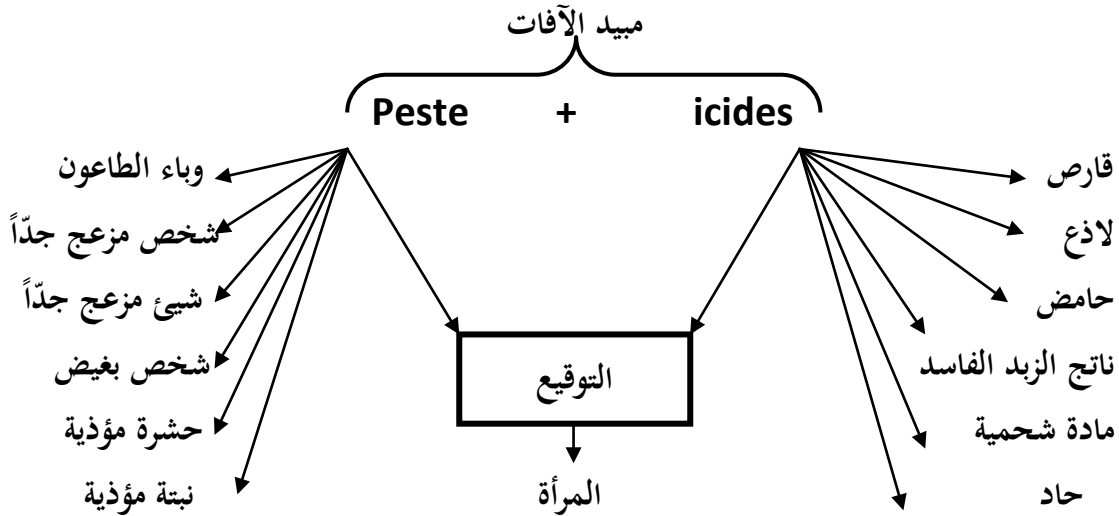 مبيد الآفات
Peste + icides
قارص
وباء الطاعون
لاذع
شخص مزعج جدّاً
حامض
شيئ مزعج جدّاً
ناتج الزبد الفاسد
التوقيع
شخص بغيض
مادة شحمية
حشرة مؤذية
حاد
المرأة
نبتة مؤذية